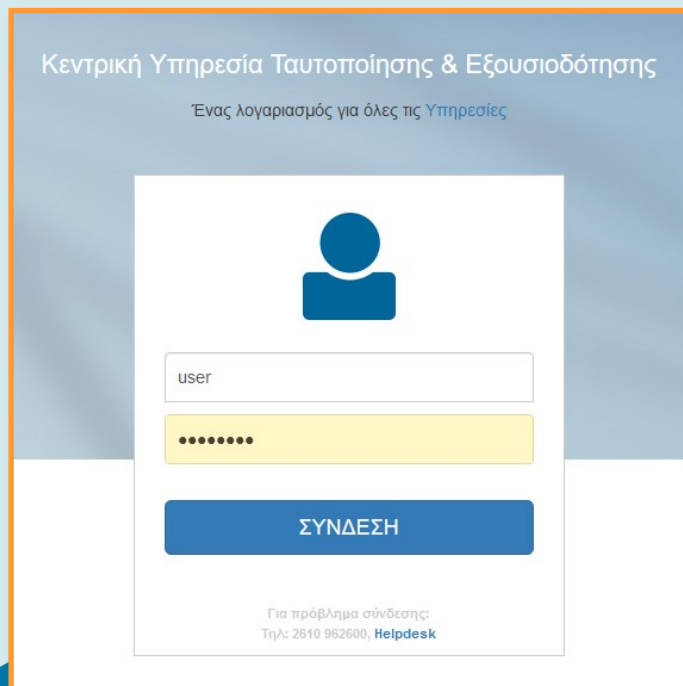 Κεντρική Υπηρεσία Ταυτοποίησης & Εξουσιοδότησης
Ένας λογαριασμός για όλες τις Υπηρεσίες
user
••••••••
ΣΥΝΔΕΣΗ
Για πρόβλημα σύνδεσης:
Τηλ: 2610 962600, Helpdesk